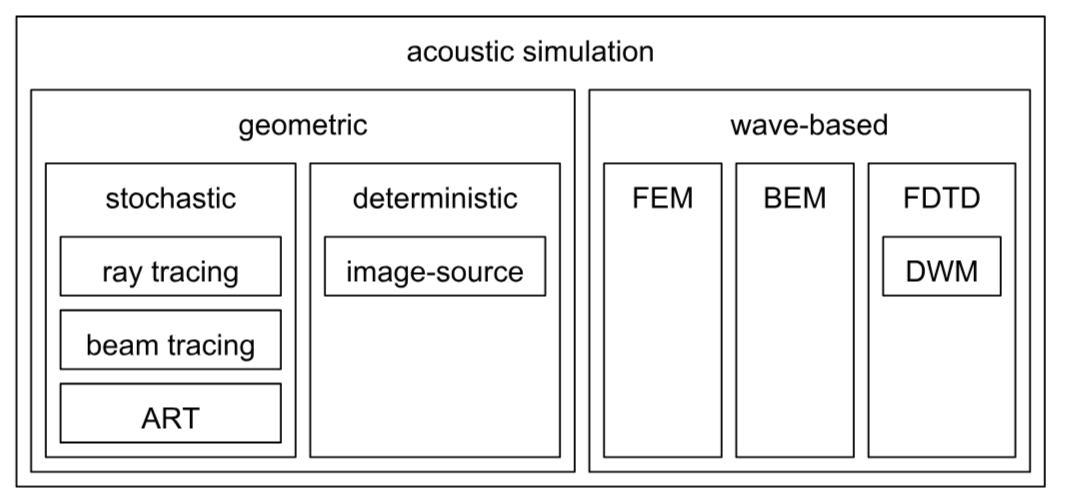 acoustic simulation
geometric
stochastic
ray tracing
beam tracing
ART
deterministic
image-source
wave-based
FEM
BEM
FDTD
DWM